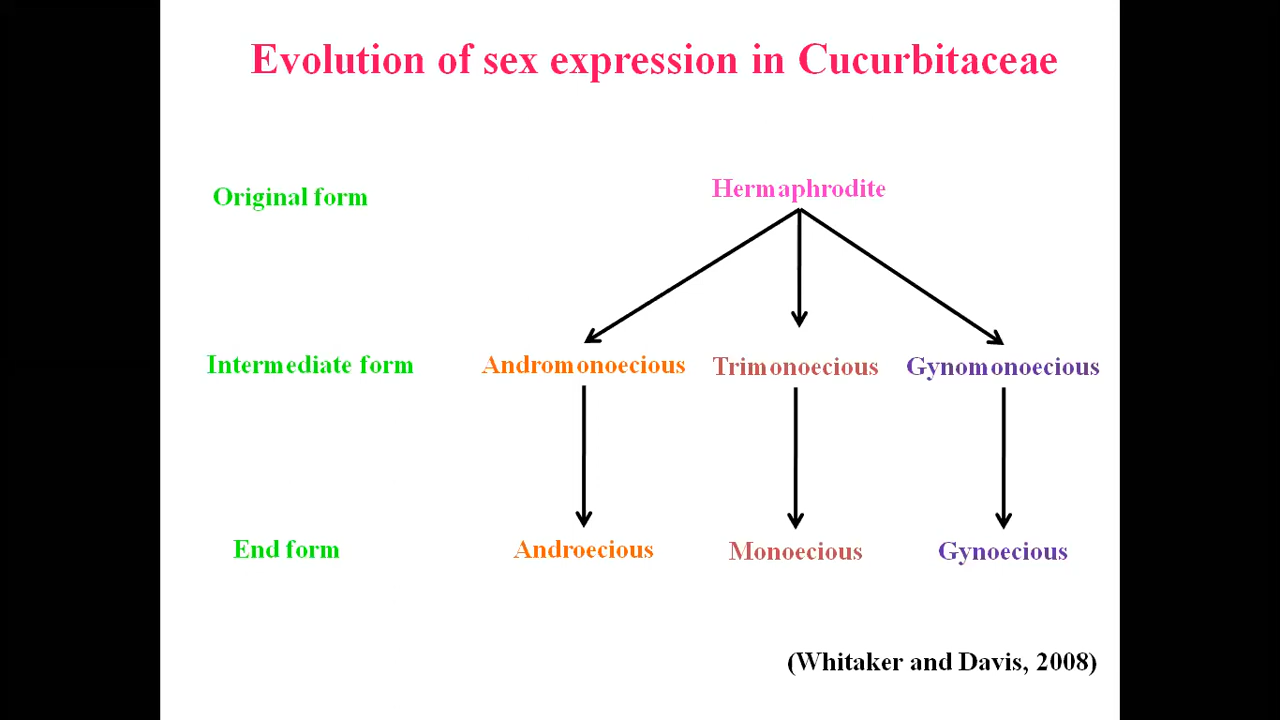 Evolution of sex expression in Cucurbitaceae
Original form
Hermaphrodite
Intermediate form
Andromonoecious
Trimonoecious
Gynomonoecious
End form
Androecious
Monoecious
Gynoecious
(Whitaker and Davis, 2008)